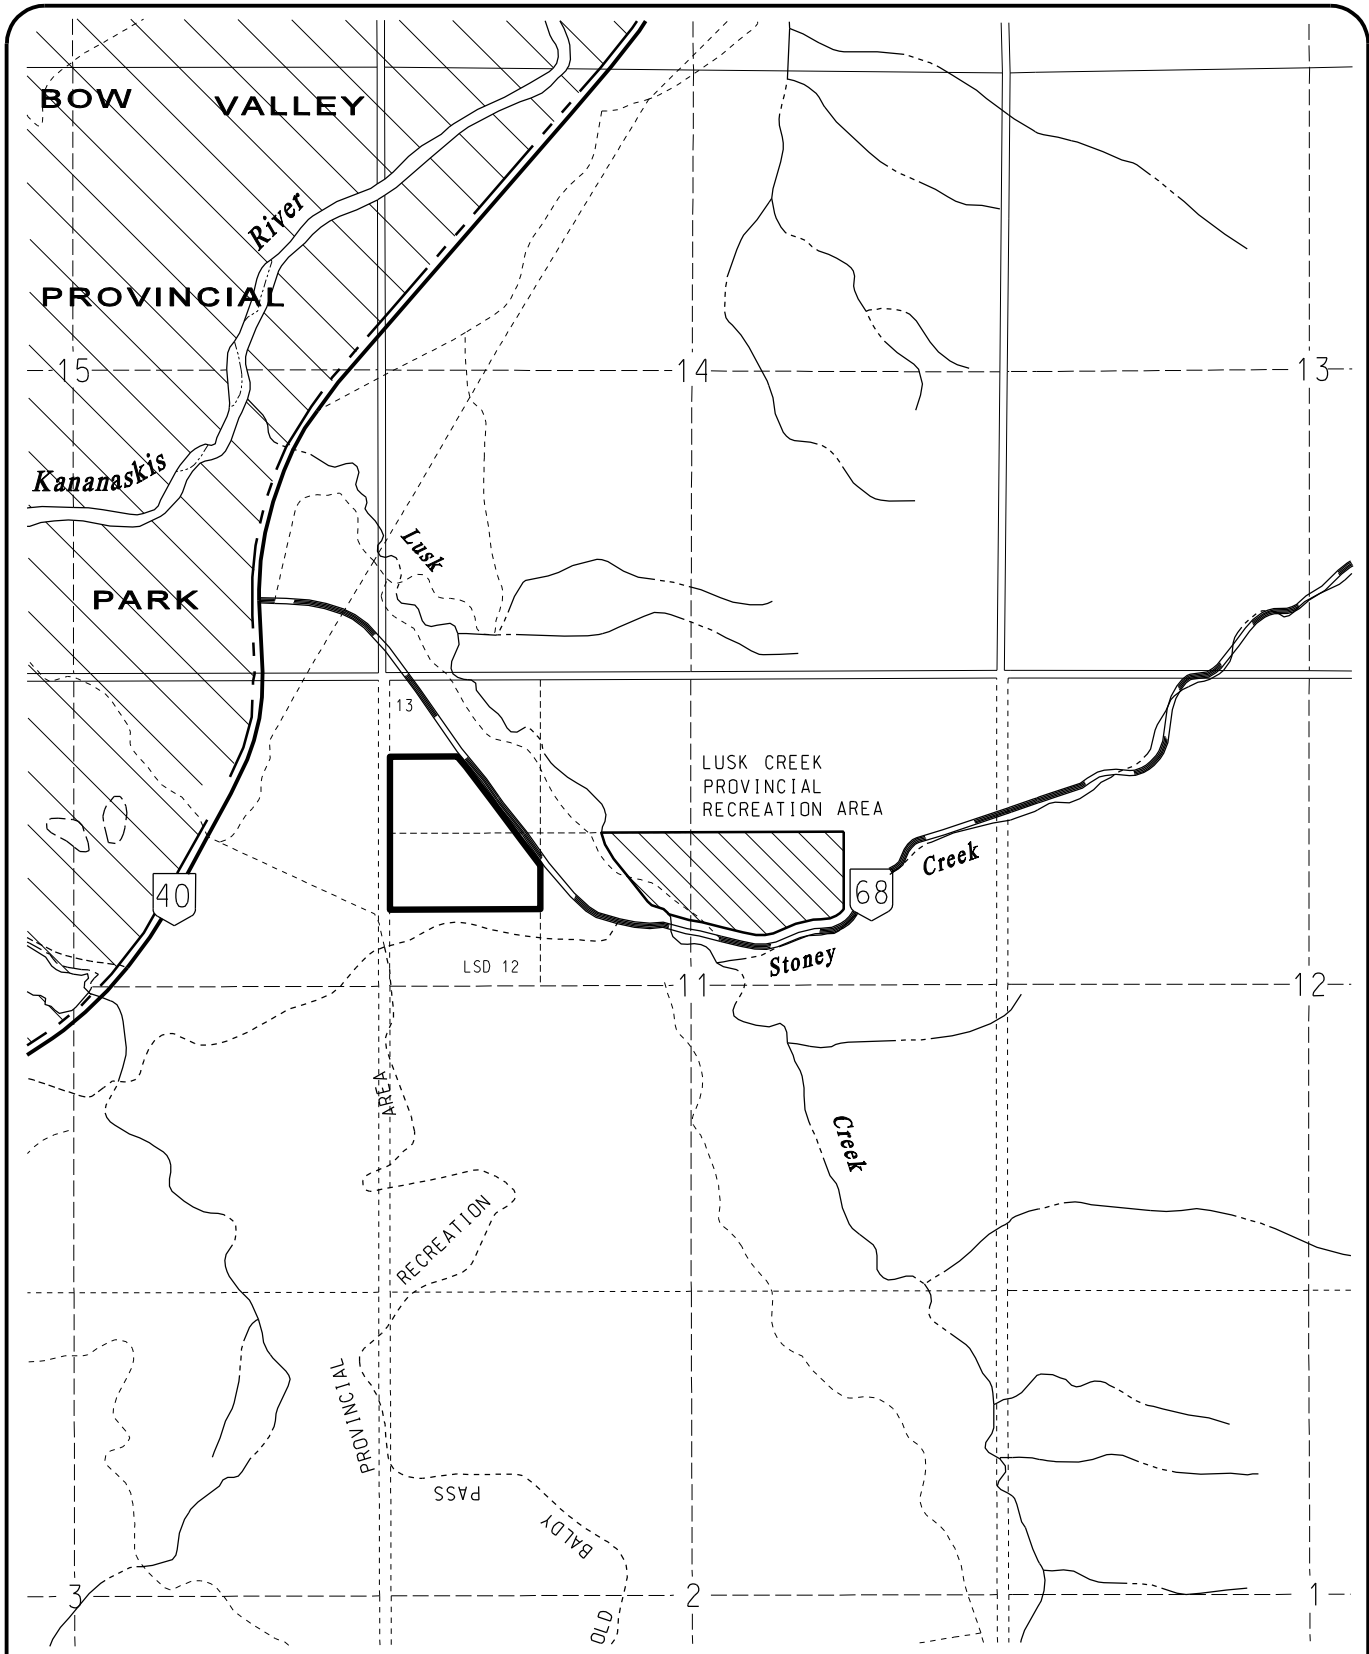 BOW VALLEY
River
PROVINCIAL
15
14
13
Kananaskis
Lusk
PARK
13
LUSK CREEK
PROVINCIAL
RECREATION AREA
Creek
40
68
Stoney
LSD 12
11
12
AREA
Creek
RECREATION
PROVINCIAL
PASS
BALDY
3
2
1
OLD